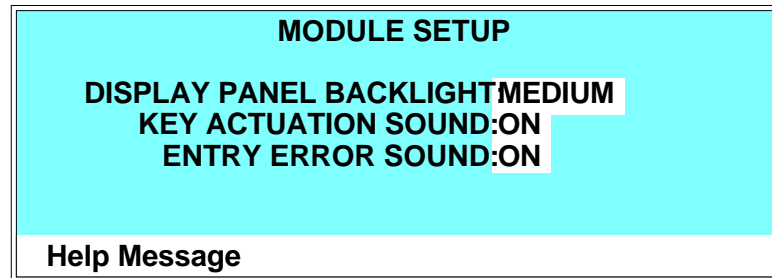 MODULE SETUP
DISPLAY PANEL BACKLIGHT:MEDIUM
KEY ACTUATION SOUND:ON
ENTRY ERROR SOUND:ON
Help Message